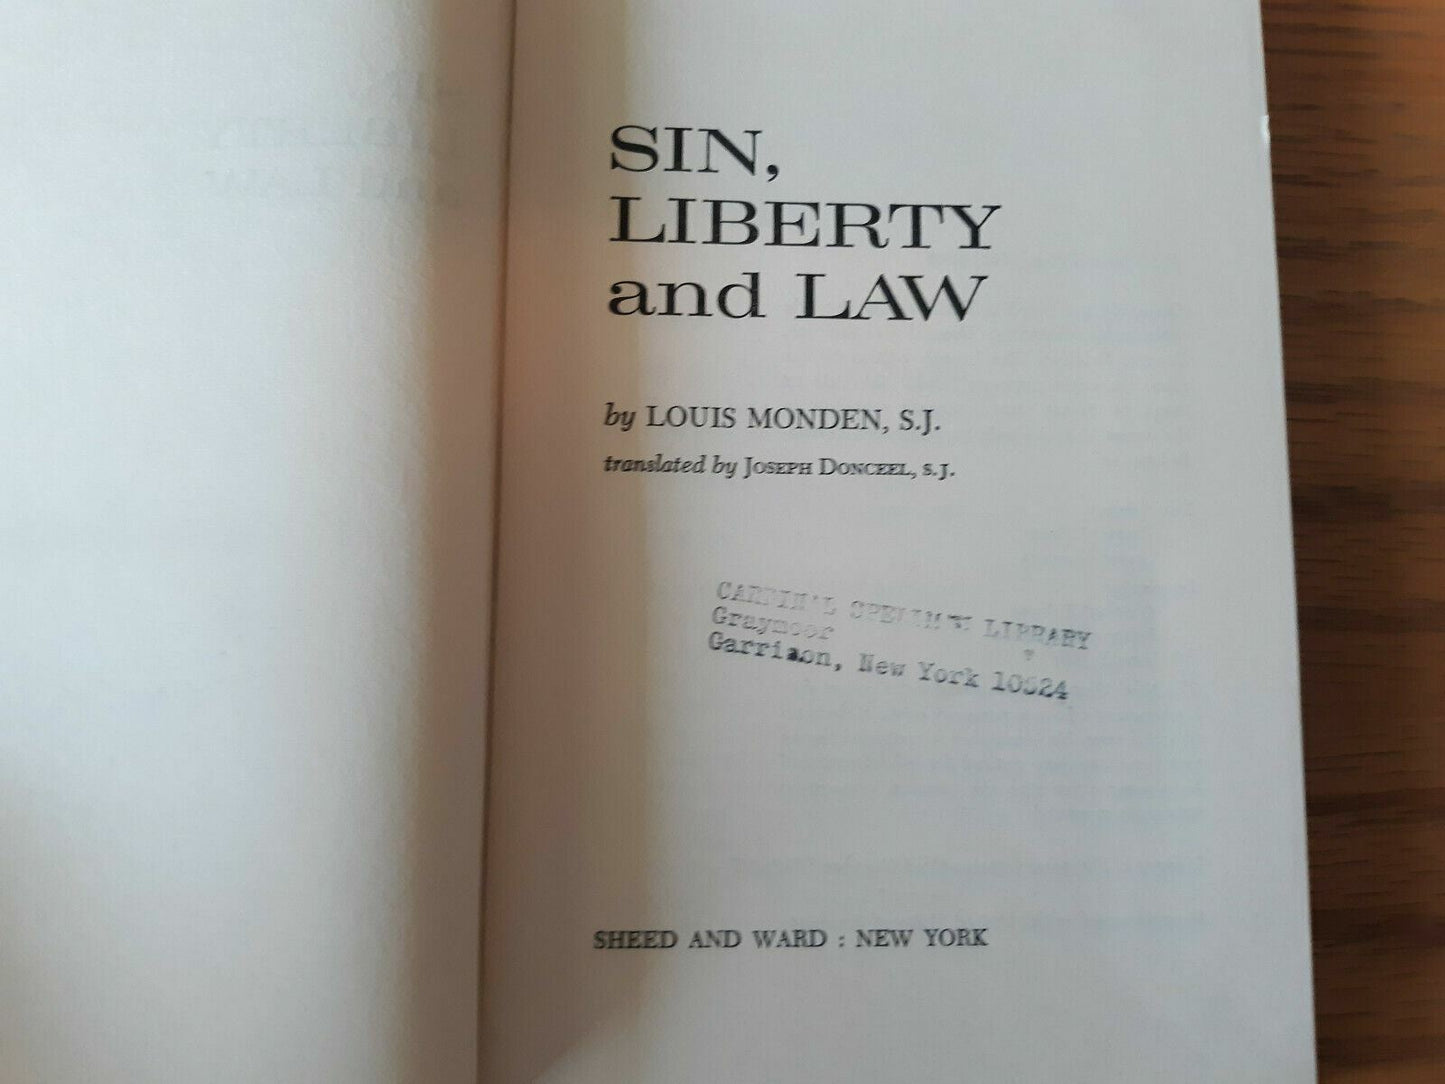 SIN,
LIBERTY
and LAW
by LOUIS MONDEN, S.J.
translated by JOSEPH DONCEEL, S.J.
LIBRARY
Graymoor
Garrison, New York 10524
SHEED AND WARD : NEW YORK